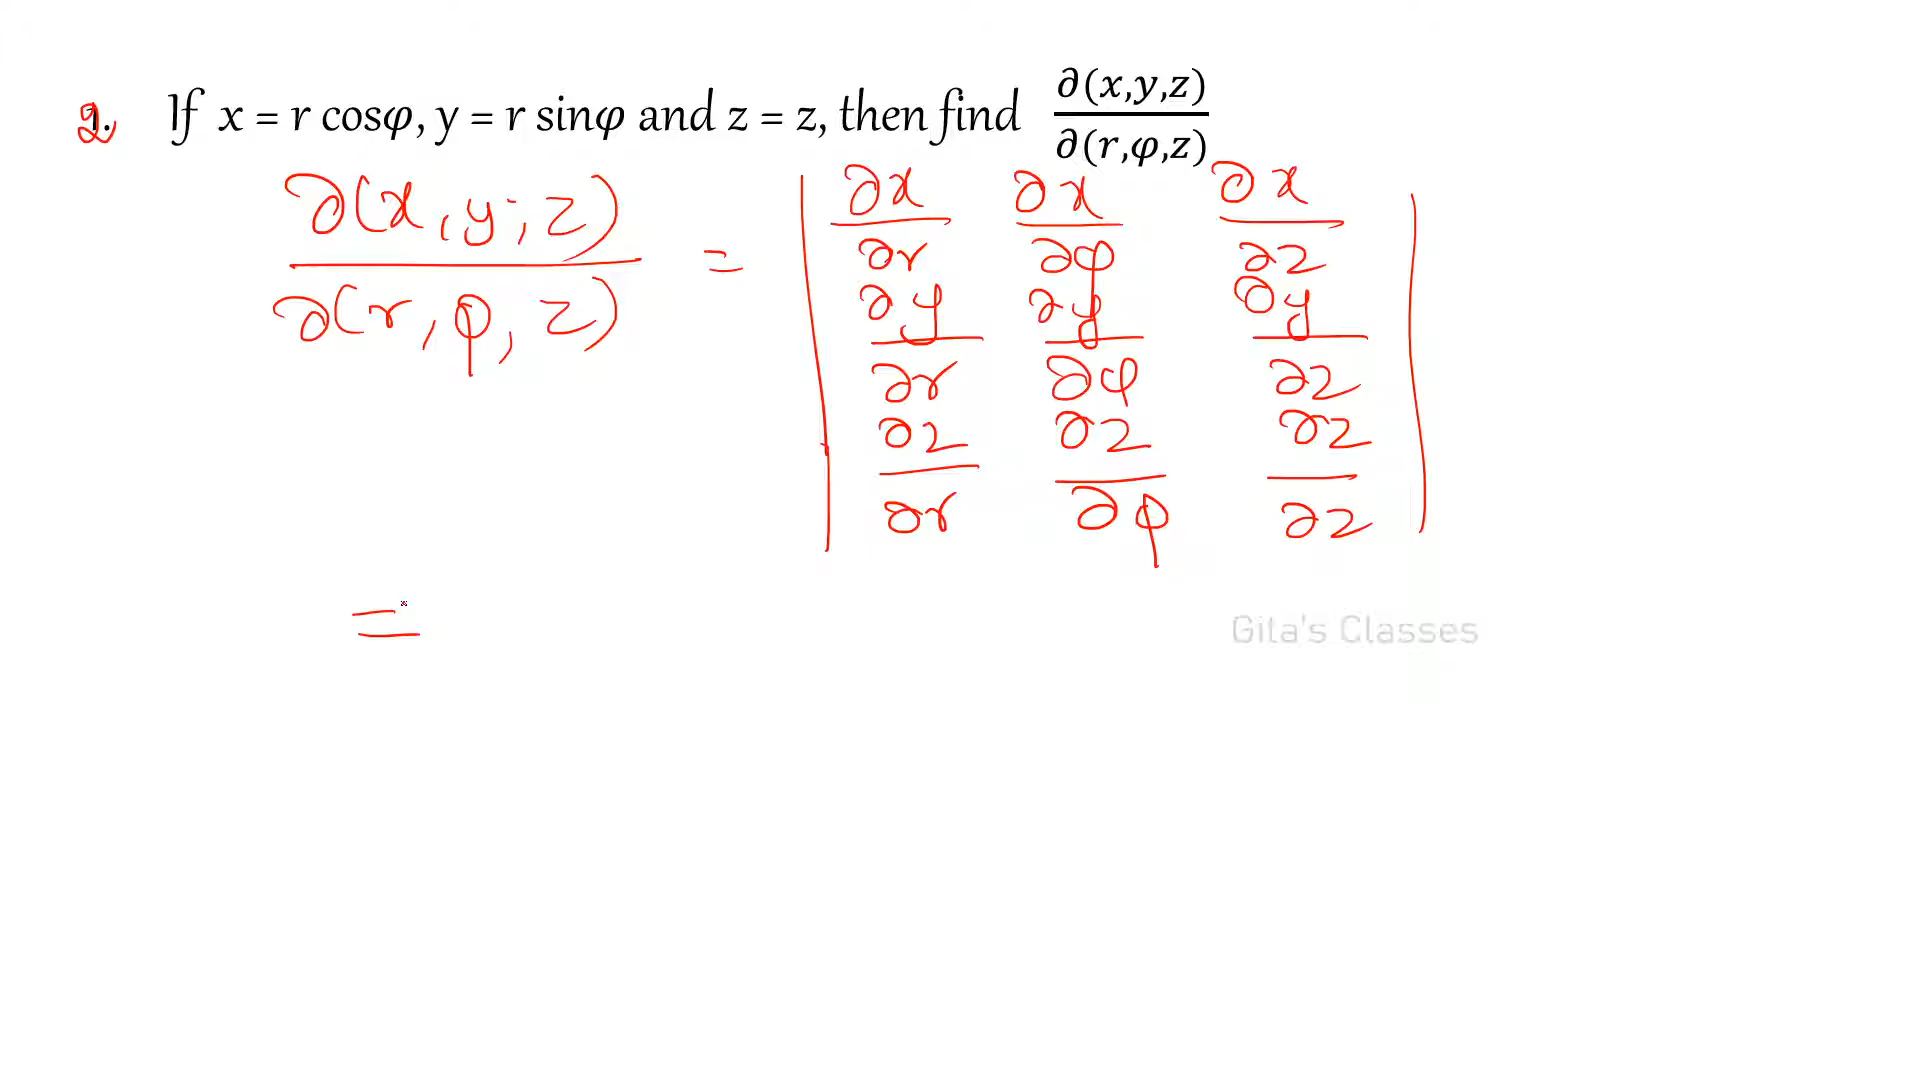 2. If x = r cosφ, y = r sinφ and z = z, then find ∂(x,y,z)/∂(r,φ,z)
∂(x,y,z)/∂(r,φ,z) = | ∂x/∂r ∂x/∂φ ∂x/∂z |
| ∂y/∂r ∂y/∂φ ∂y/∂z |
| ∂z/∂r ∂z/∂φ ∂z/∂z |
=
Gita's Classes